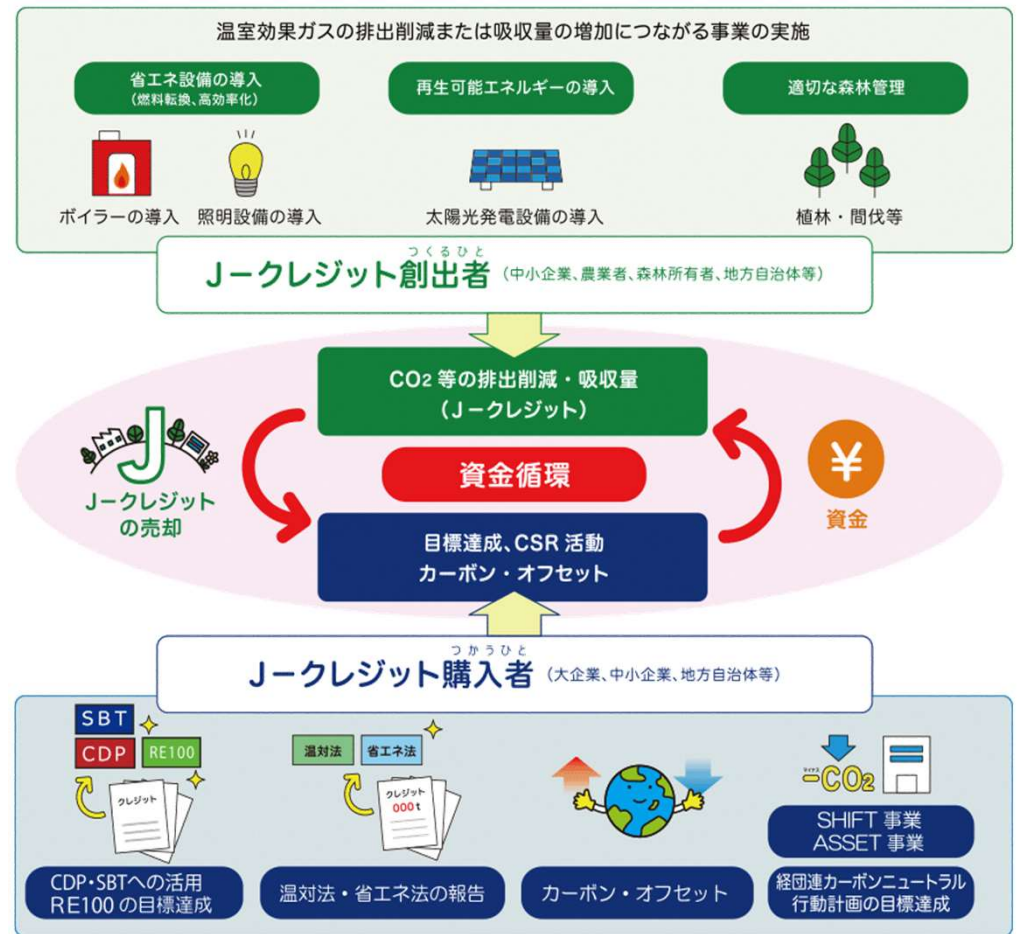 温室効果ガスの排出削減または吸収量の増加につながる事業の実施
省エネ設備の導入
(燃料転換、高効率化)
再生可能エネルギーの導入
適切な森林管理
ボイラーの導入
照明設備の導入
太陽光発電設備の導入
植林・間伐等
つくるひと
Jークレジット創出者(中小企業、農業者、森林所有者、地方自治体等)
CO2 等の排出削減・吸収量
(Jークレジット)
J
Jークレジット
の売却
資金循環
¥
資金
目標達成、CSR 活動
カーボン・オフセット
つかうひと
Jークレジット購入者(大企業、中小企業、地方自治体等)
SBT
CDP
RE100
クレジット
CDP・SBTへの活用
RE100 の目標達成
温対法
省エネ法
クレジット
000t
温対法・省エネ法の報告
カーボン・オフセット
マイナス
-CO2
SHIFT 事業
ASSET 事業
経団連カーボンニュートラル
行動計画の目標達成